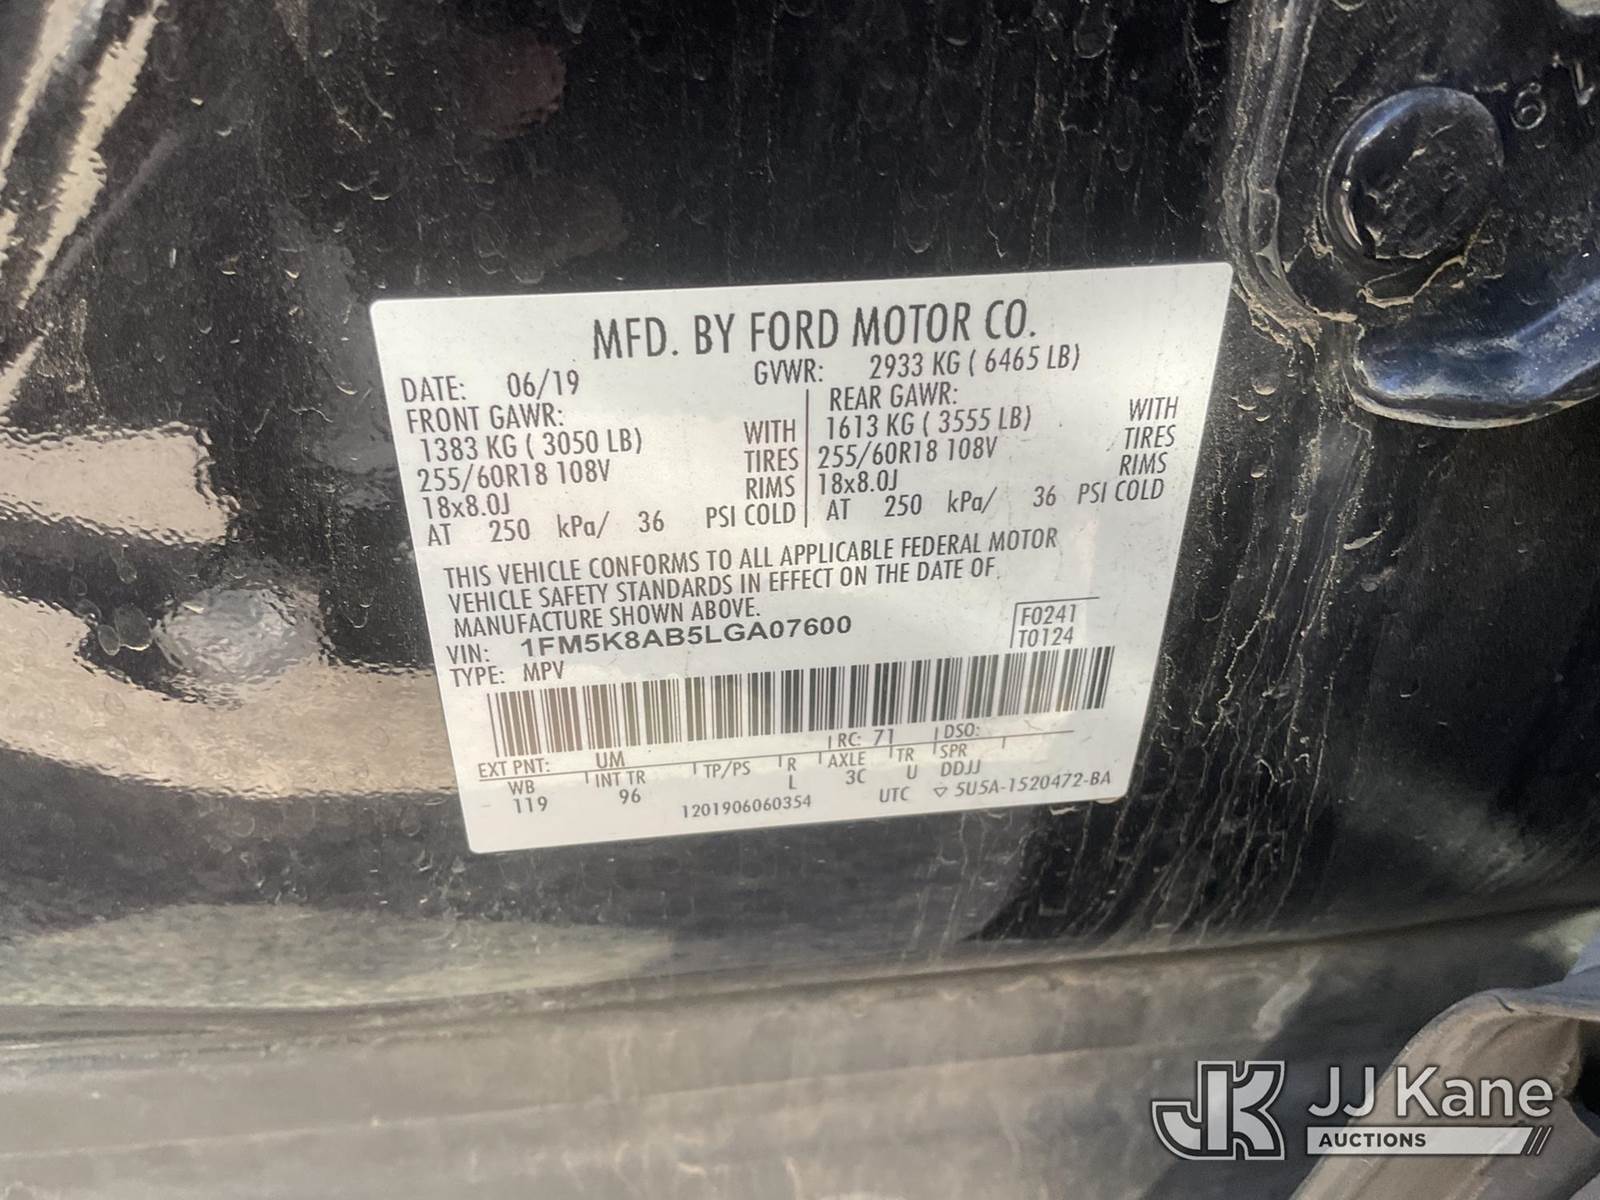 MFD. BY FORD MOTOR CO.
DATE: 06/19 GVWR: 2933 KG ( 6465 LB)
FRONT GAWR: REAR GAWR:
1383 KG ( 3050 LB) WITH 1613 KG ( 3555 LB) WITH
255/60R18 108V TIRES 255/60R18 108V TIRES
18x8.0J RIMS 18x8.0J RIMS
AT 250 kPa/ 36 PSI COLD AT 250 kPa/ 36 PSI COLD
THIS VEHICLE CONFORMS TO ALL APPLICABLE FEDERAL MOTOR
VEHICLE SAFETY STANDARDS IN EFFECT ON THE DATE OF
MANUFACTURE SHOWN ABOVE.
VIN: 1FM5K8AB5LGA07600 F0241
TYPE: MPV T0124
EXT PNT: UM RC: 71 DSO:
WB INT TR TP/PS R AXLE TR SPR
119 96 L 3C U DDJJ
1201906060354 UTC ▽ 5U5A-1520472-BA
JK JJ Kane
AUCTIONS